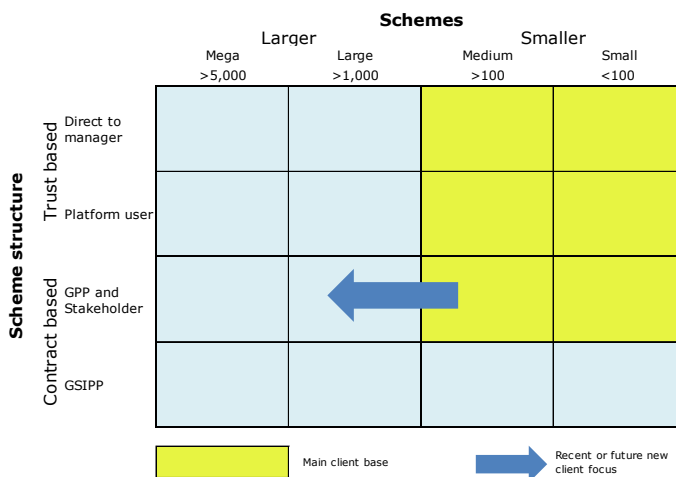 Schemes
Larger
Smaller
Mega
>5,000
Large
>1,000
Medium
>100
Small
<100
Scheme structure
Trust based
Direct to
manager
Platform user
Contract based
GPP and
Stakeholder
GSIPP
Main client base
Recent or future new
client focus